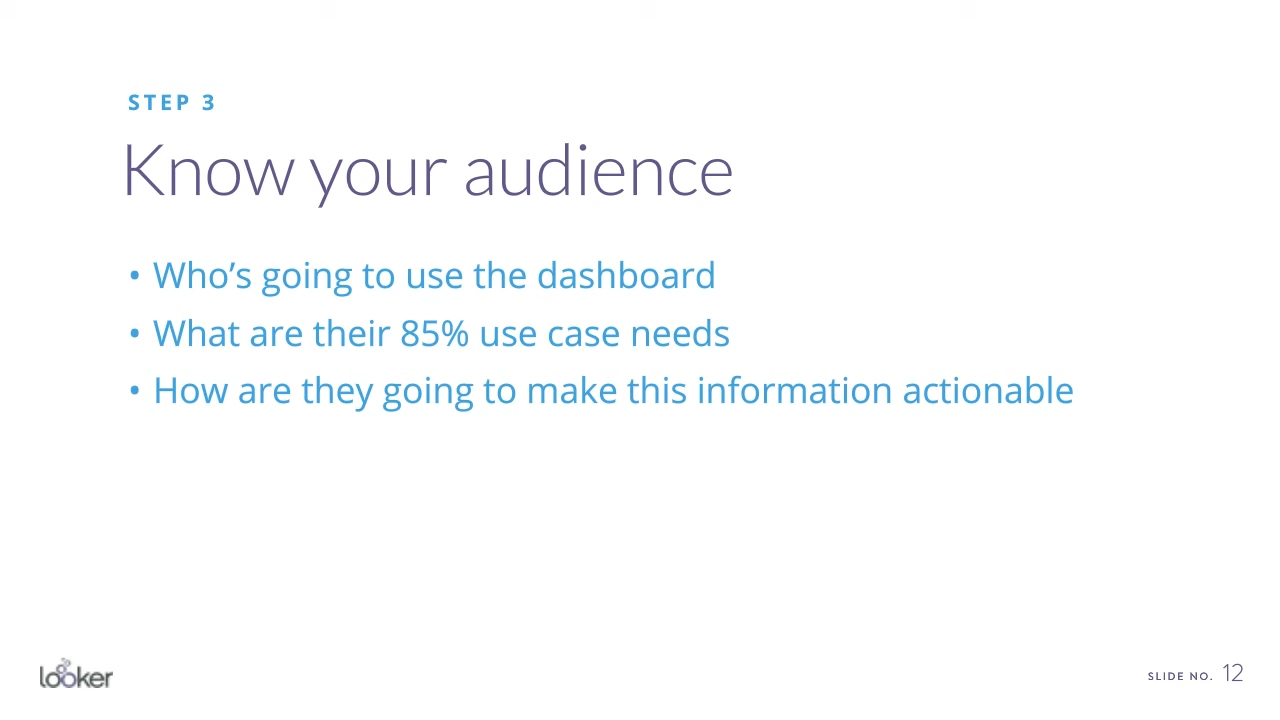 STEP 3
Know your audience
• Who’s going to use the dashboard
• What are their 85% use case needs
• How are they going to make this information actionable
looker
SLIDE NO. 12